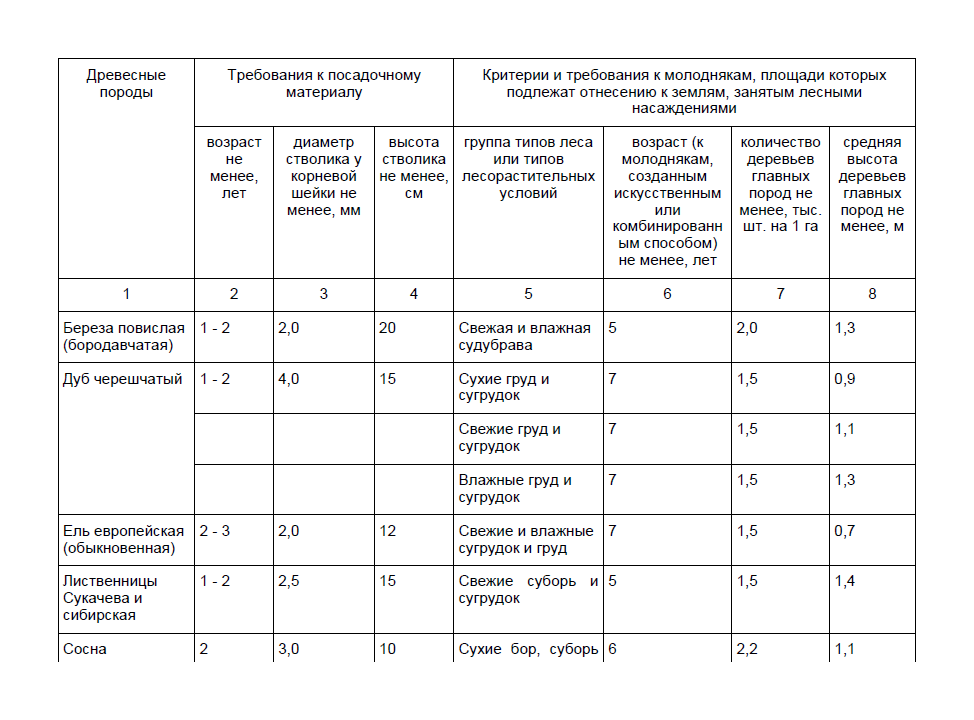 Древесные породы
Требования к посадочному материалу
Критерии и требования к молоднякам, площади которых подлежат отнесению к землям, занятым лесными насаждениями
возраст не менее, лет
диаметр стволика у корневой шейки не менее, мм
высота стволика не менее, см
группа типов леса или типов лесорастительных условий
возраст (к молоднякам, созданным искусственным или комбинированным способом) не менее, лет
количество деревьев главных пород не менее, тыс. шт. на 1 га
средняя высота деревьев главных пород не менее, м
1 2 3 4 5 6 7 8
Береза повислая 1 - 2 2,0 20 Свежая и влажная 5 2,0 1,3
(бородавчатая) судубрава
Дуб черешчатый 1 - 2 4,0 15 Сухие груд и 7 1,5 0,9
сугрудок
Свежие груд и 7 1,5 1,1
сугрудок
Влажные груд и 7 1,5 1,3
сугрудок
Ель европейская 2 - 3 2,0 12 Свежие и влажные 7 1,5 0,7
(обыкновенная) сугрудок и груд
Лиственницы 1 - 2 2,5 15 Свежие суборь и 5 1,5 1,4
Сукачева и сугрудок
сибирская
Сосна 2 3,0 10 Сухие бор, суборь 6 2,2 1,1